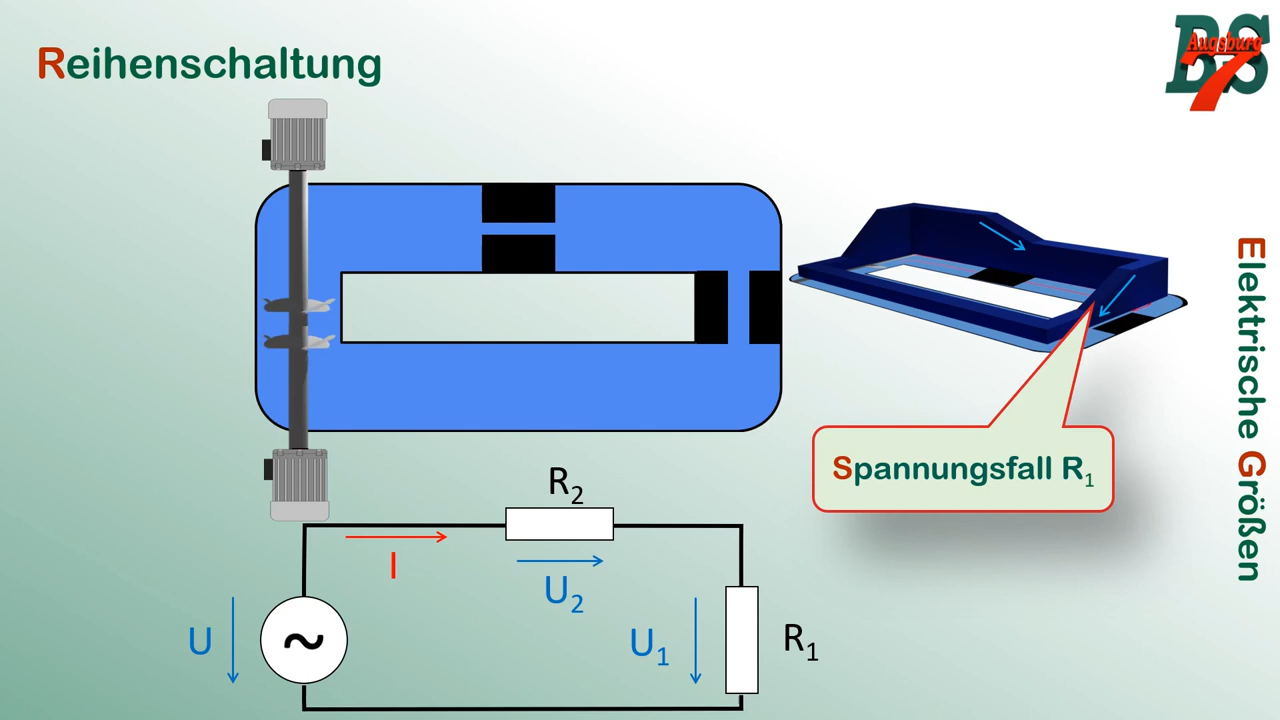 Reihenschaltung
BS
Augsburg
7
Elektrische Größen
Spannungsfall R₁
R₂
I
U₂
U
~
U₁
R₁